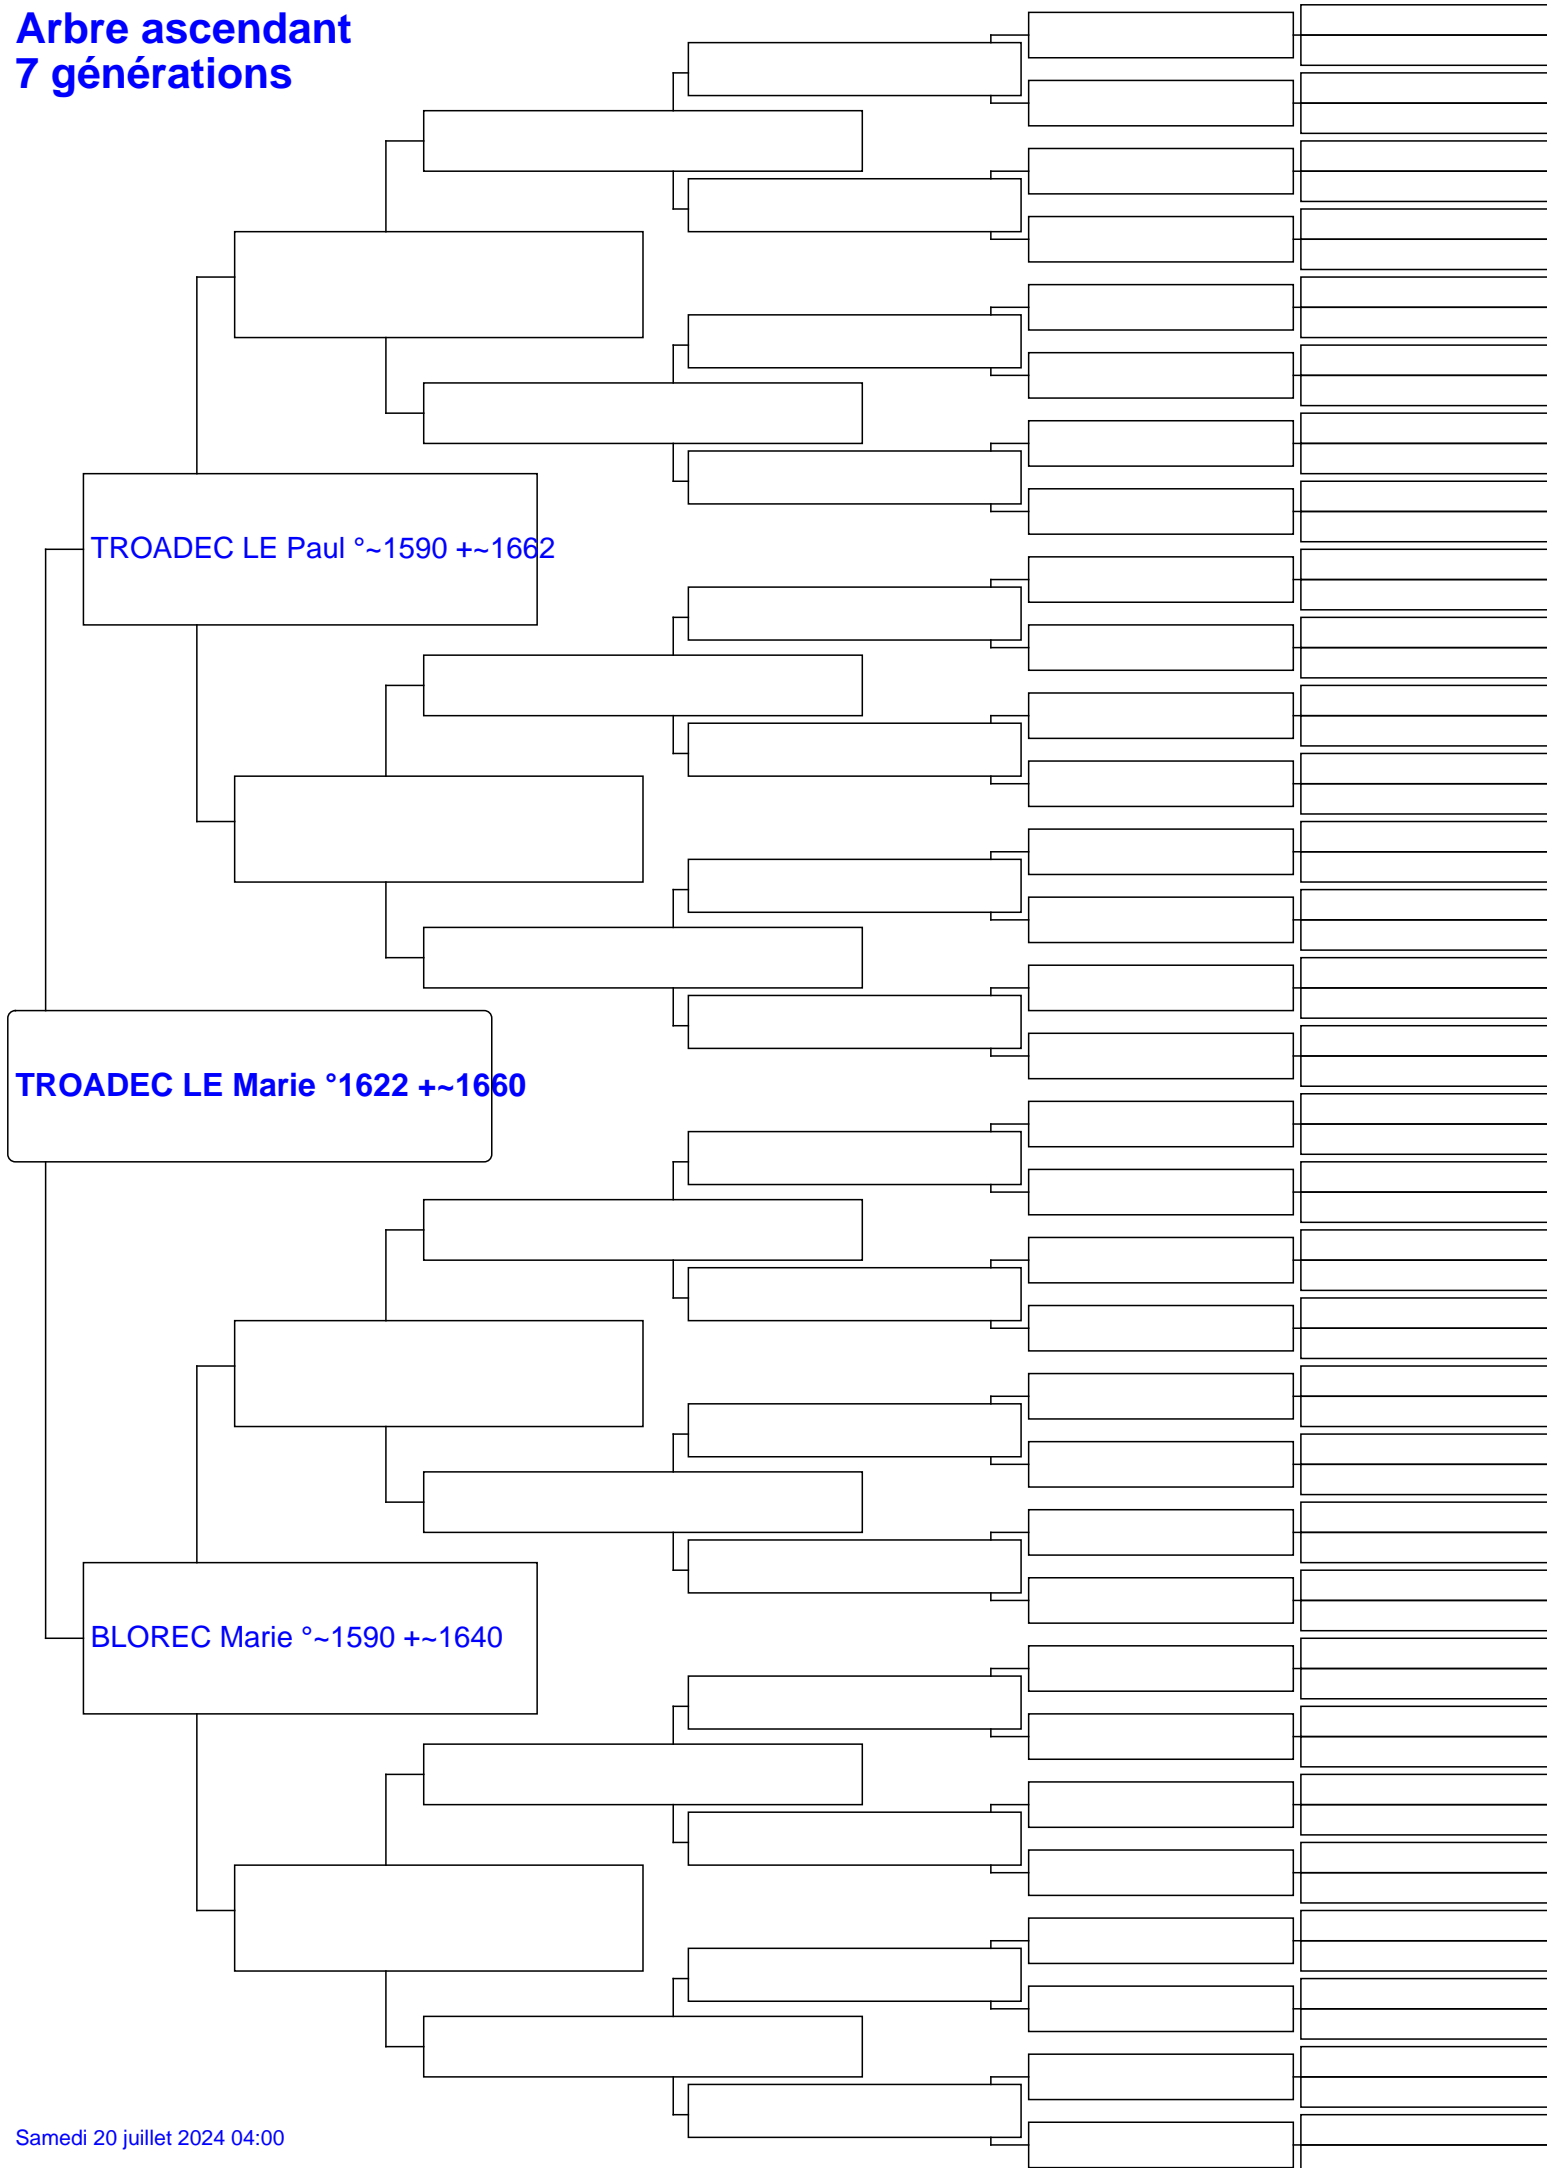 Arbre ascendant
7 générations
TROADEC LE Paul °~1590 +~1662
TROADEC LE Marie °1622 +~1660
BLOREC Marie °~1590 +~1640
Samedi 20 juillet 2024 04:00